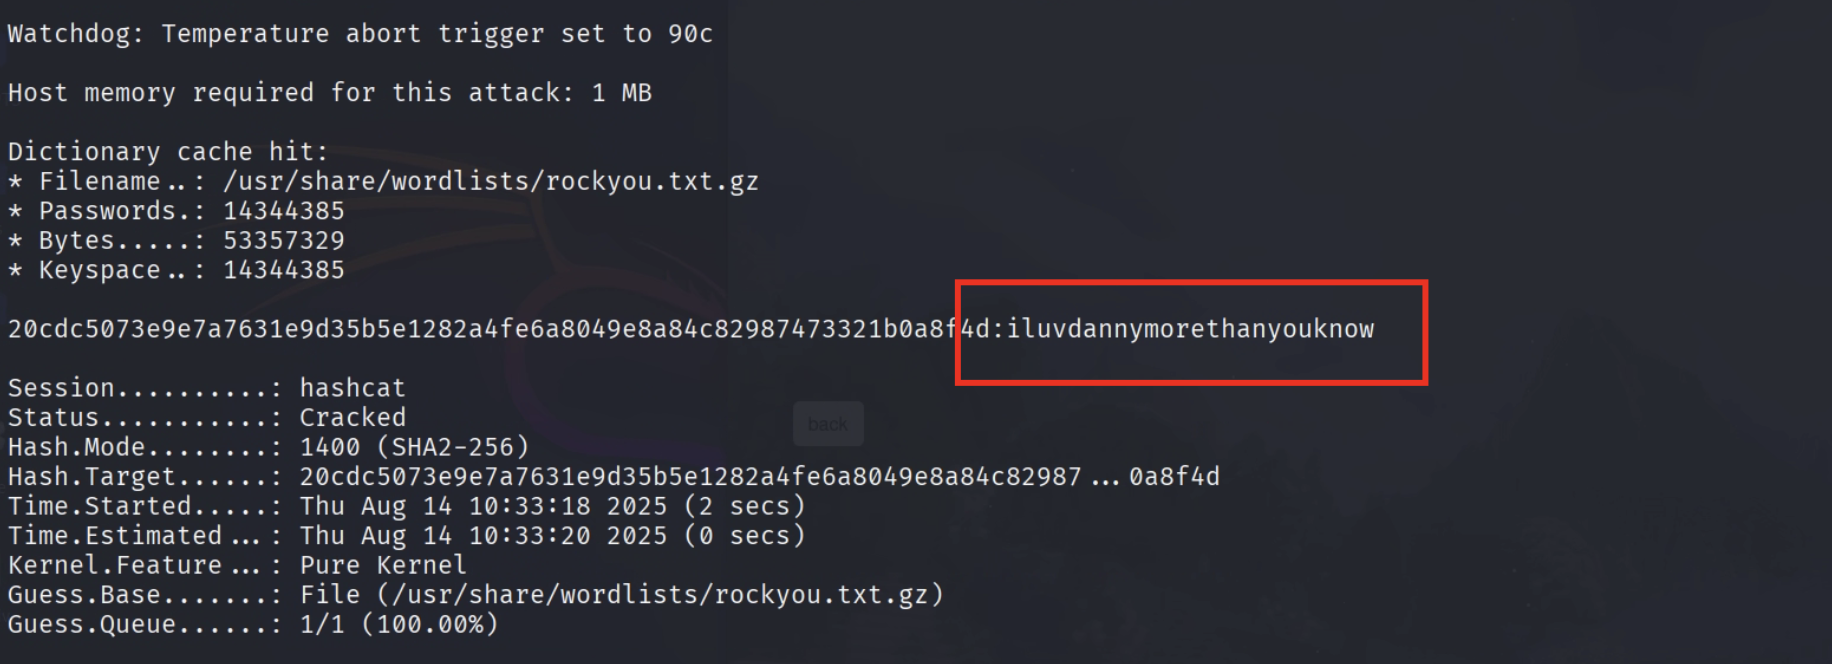 Watchdog: Temperature abort trigger set to 90c
Host memory required for this attack: 1 MB
Dictionary cache hit:
* Filename..: /usr/share/wordlists/rockyou.txt.gz
* Passwords.: 14344385
* Bytes.....: 53357329
* Keyspace..: 14344385
20cdc5073e9e7a7631e9d35b5e1282a4fe6a8049e8a84c82987473321b0a8f4d:iluvdannymorethanyouknow
Session..........: hashcat
Status...........: Cracked
back
Hash.Mode........: 1400 (SHA2-256)
Hash.Target......: 20cdc5073e9e7a7631e9d35b5e1282a4fe6a8049e8a84c82987...0a8f4d
Time.Started.....: Thu Aug 14 10:33:18 2025 (2 secs)
Time.Estimated...: Thu Aug 14 10:33:20 2025 (0 secs)
Kernel.Feature...: Pure Kernel
Guess.Base.......: File (/usr/share/wordlists/rockyou.txt.gz)
Guess.Queue......: 1/1 (100.00%)